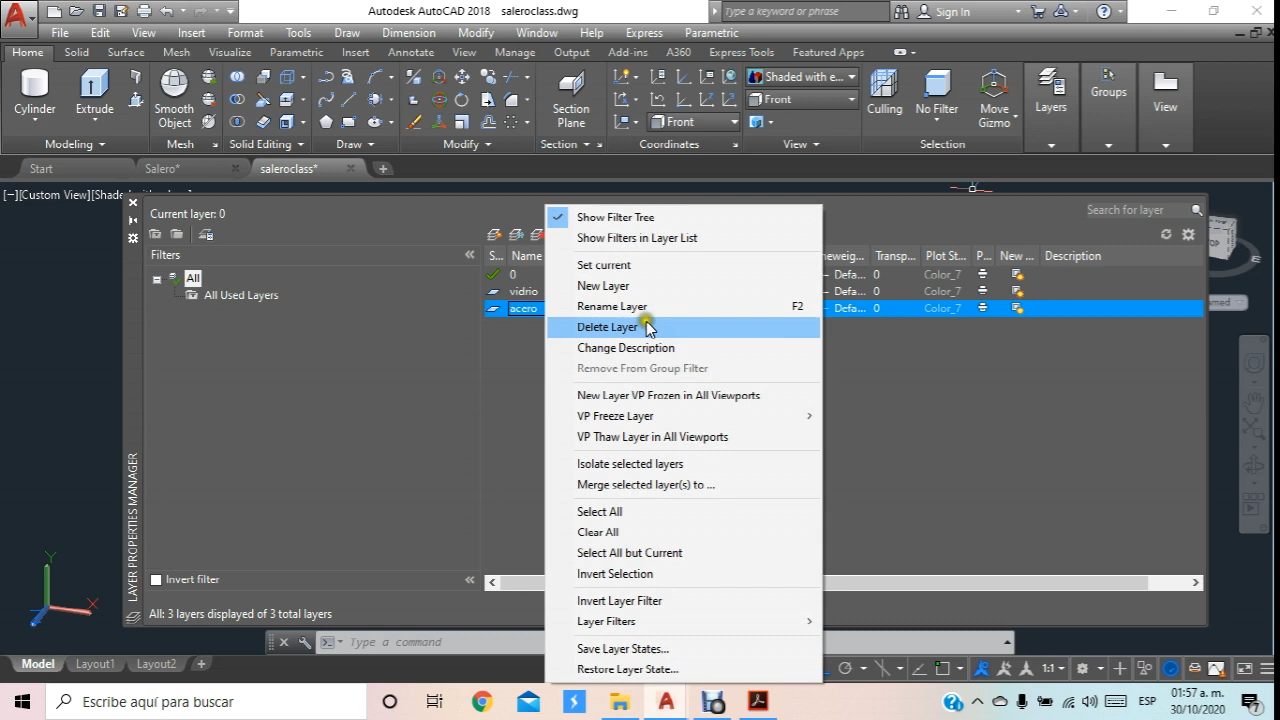 Autodesk AutoCAD 2018 saleroclass.dwg
Type a keyword or phrase
Sign In
File Edit View Insert Format Tools Draw Dimension Modify Window Help Express Parametric
Home Solid Surface Mesh Visualize Parametric Insert Annotate View Manage Output Add-ins A360 Express Tools Featured Apps
Shaded with e...
Front
Front
Cylinder Extrude Smooth Object Section Plane Culling No Filter Move Gizmo Layers Groups View
Modeling Mesh Solid Editing Draw Modify Section Coordinates View Selection
Start Salero* saleroclass*
[−][Custom View][Shaded
Current layer: 0
Search for layer
Filters
S... Name
neweig... Transp... Plot St... P... New ... Description
All
All Used Layers
0 Defa... 0 Color_7
vidrio Defa... 0 Color_7
acero Defa... 0 Color_7
TOP
Show Filter Tree
Show Filters in Layer List
Set current
New Layer
Rename Layer F2
Delete Layer
Change Description
Remove From Group Filter
New Layer VP Frozen in All Viewports
VP Freeze Layer
VP Thaw Layer in All Viewports
Isolate selected layers
Merge selected layer(s) to ...
Select All
Clear All
Select All but Current
Invert Selection
Invert Layer Filter
Layer Filters
Save Layer States...
Restore Layer State...
LAYER PROPERTIES MANAGER
Invert filter
All: 3 layers displayed of 3 total layers
Y
X
Type a command
Model Layout1 Layout2
1:1
Escribe aquí para buscar
ESP
01:57 a. m.
30/10/2020
7